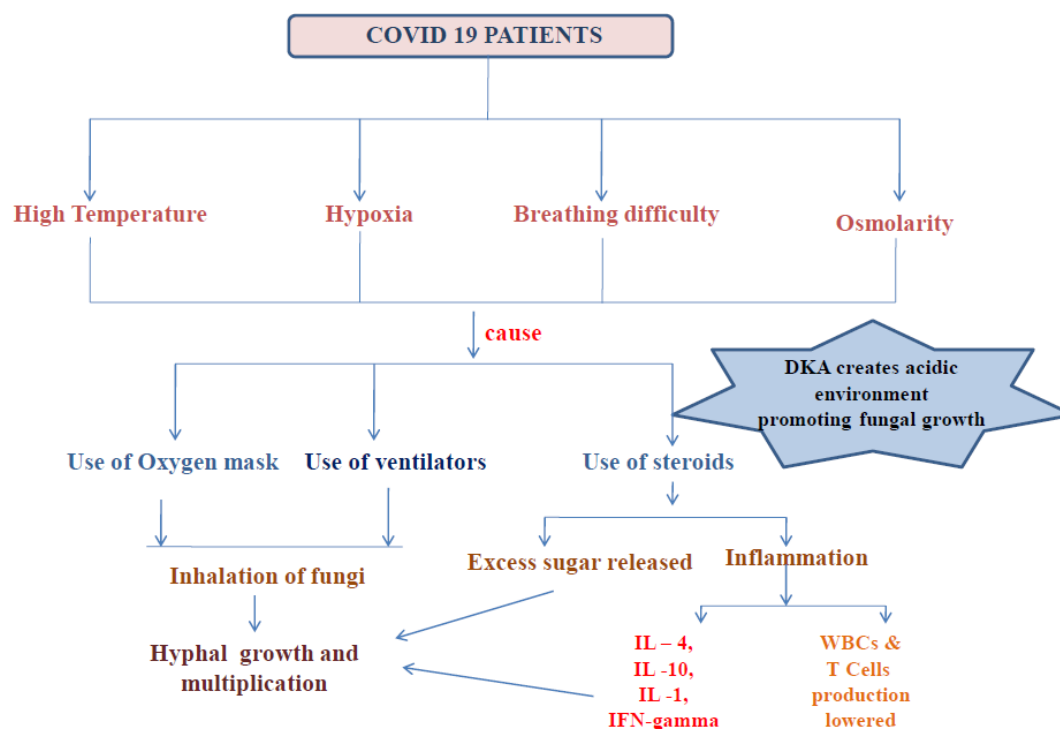 COVID 19 PATIENTS
High Temperature
Hypoxia
Breathing difficulty
Osmolarity
cause
DKA creates acidic
environment
promoting fungal growth
Use of Oxygen mask
Use of ventilators
Use of steroids
Inhalation of fungi
Excess sugar released
Inflammation
Hyphal growth and
multiplication
IL – 4,
IL -10,
IL -1,
IFN-gamma
WBCs &
T Cells
production
lowered